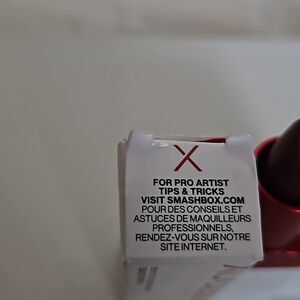 X
FOR PRO ARTIST
TIPS & TRICKS
VISIT SMASHBOX.COM
POUR DES CONSEILS ET
ASTUCES DE MAQUILLEURS
PROFESSIONNELS,
RENDEZ-VOUS SUR NOTRE
SITE INTERNET.